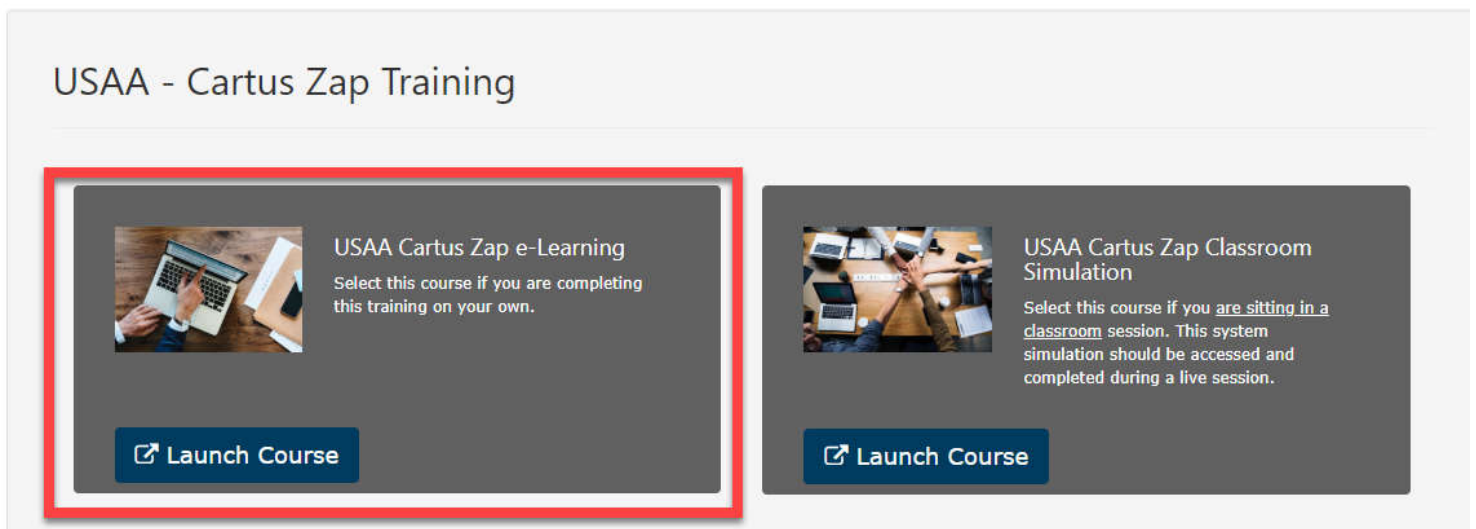 USAA - Cartus Zap Training
USAA Cartus Zap e-Learning
Select this course if you are completing
this training on your own.
Launch Course
USAA Cartus Zap Classroom
Simulation
Select this course if you are sitting in a
classroom session. This system
simulation should be accessed and
completed during a live session.
Launch Course